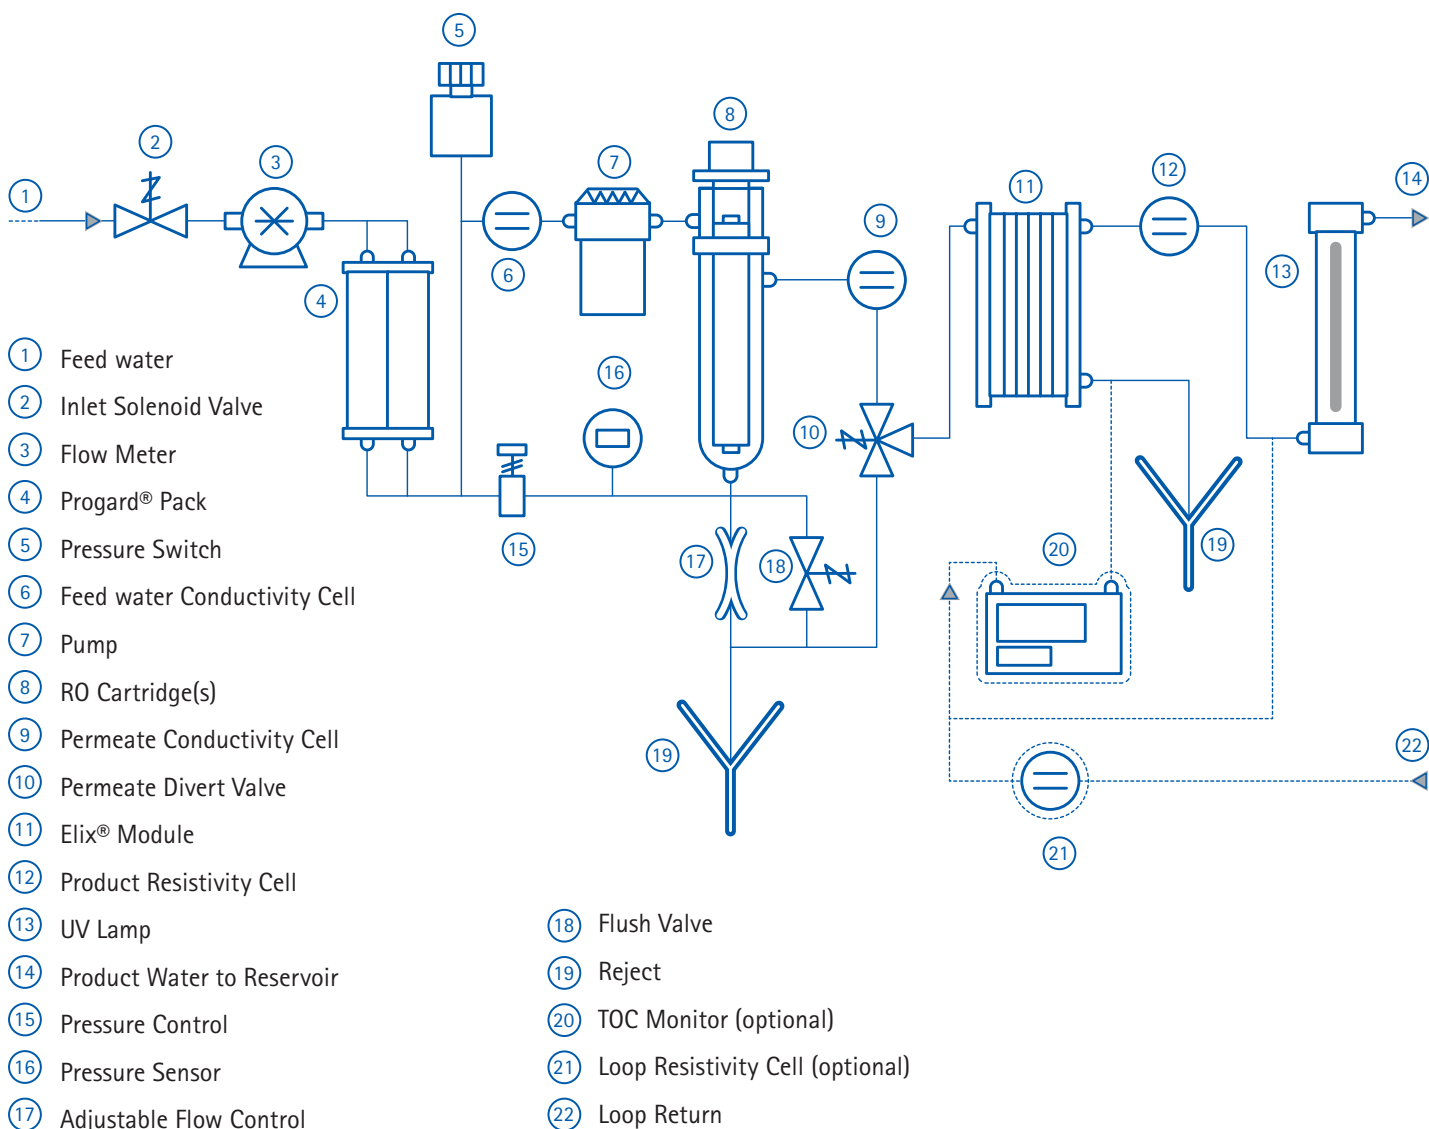 5
2
3
7
8
12
14
1
11
9
6
13
4
16
10
15
17
18
20
19
19
22
21
1 Feed water
2 Inlet Solenoid Valve
3 Flow Meter
4 Progard® Pack
5 Pressure Switch
6 Feed water Conductivity Cell
7 Pump
8 RO Cartridge(s)
9 Permeate Conductivity Cell
10 Permeate Divert Valve
11 Elix® Module
12 Product Resistivity Cell
13 UV Lamp
14 Product Water to Reservoir
15 Pressure Control
16 Pressure Sensor
17 Adjustable Flow Control
18 Flush Valve
19 Reject
20 TOC Monitor (optional)
21 Loop Resistivity Cell (optional)
22 Loop Return